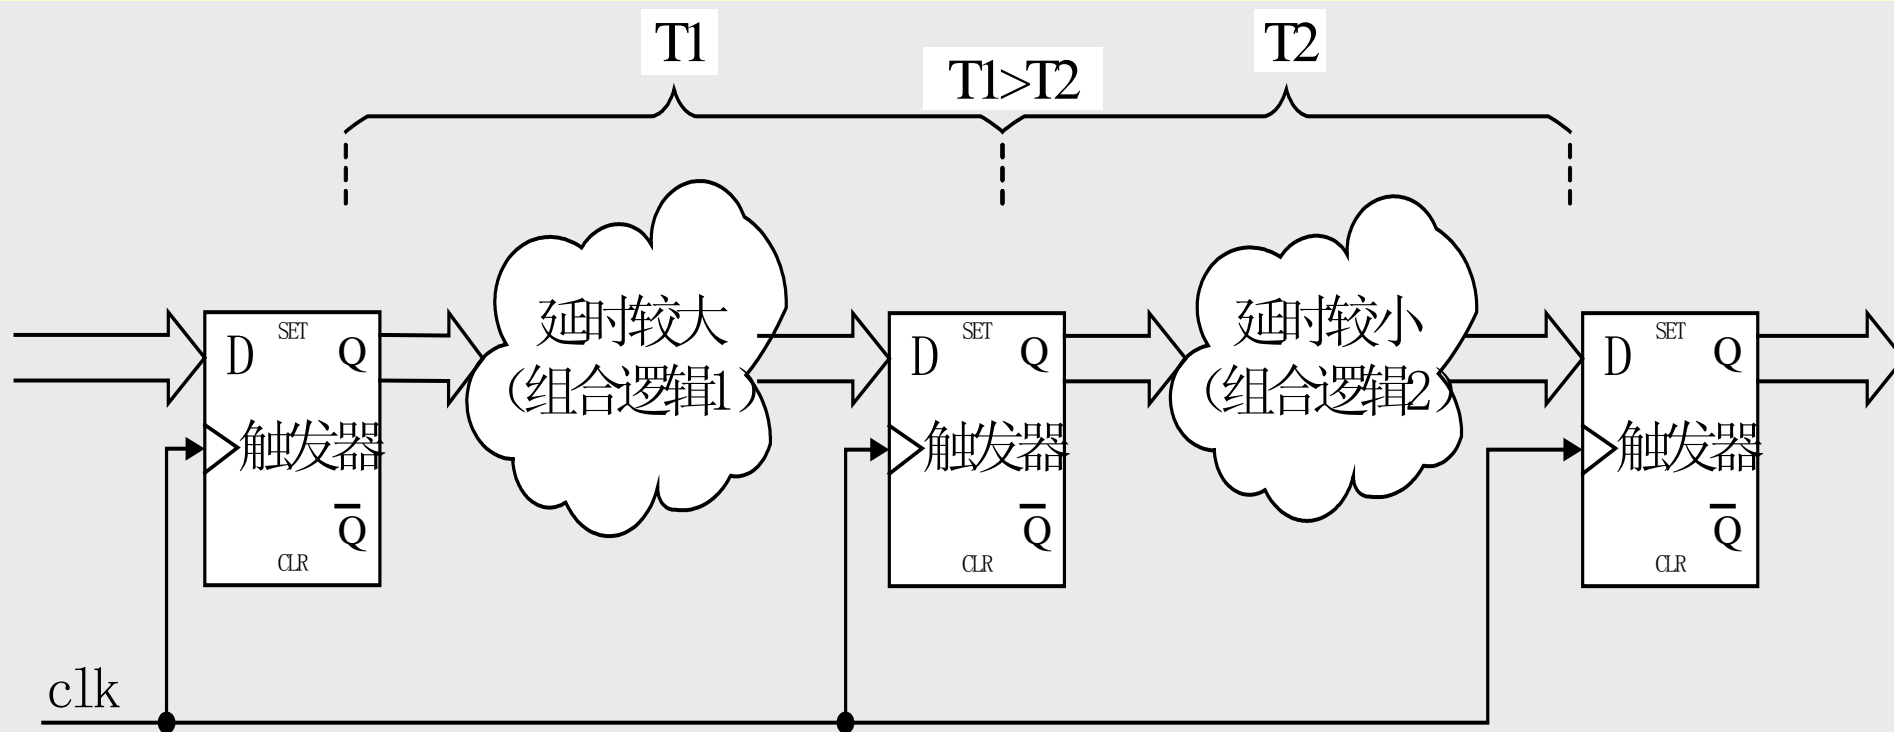 T1
T1>T2
T2
D
SET
Q
触发器
Q
CLR
延时较大
（组合逻辑1）
D
SET
Q
触发器
Q
CLR
延时较小
（组合逻辑2）
D
SET
Q
触发器
Q
CLR
clk